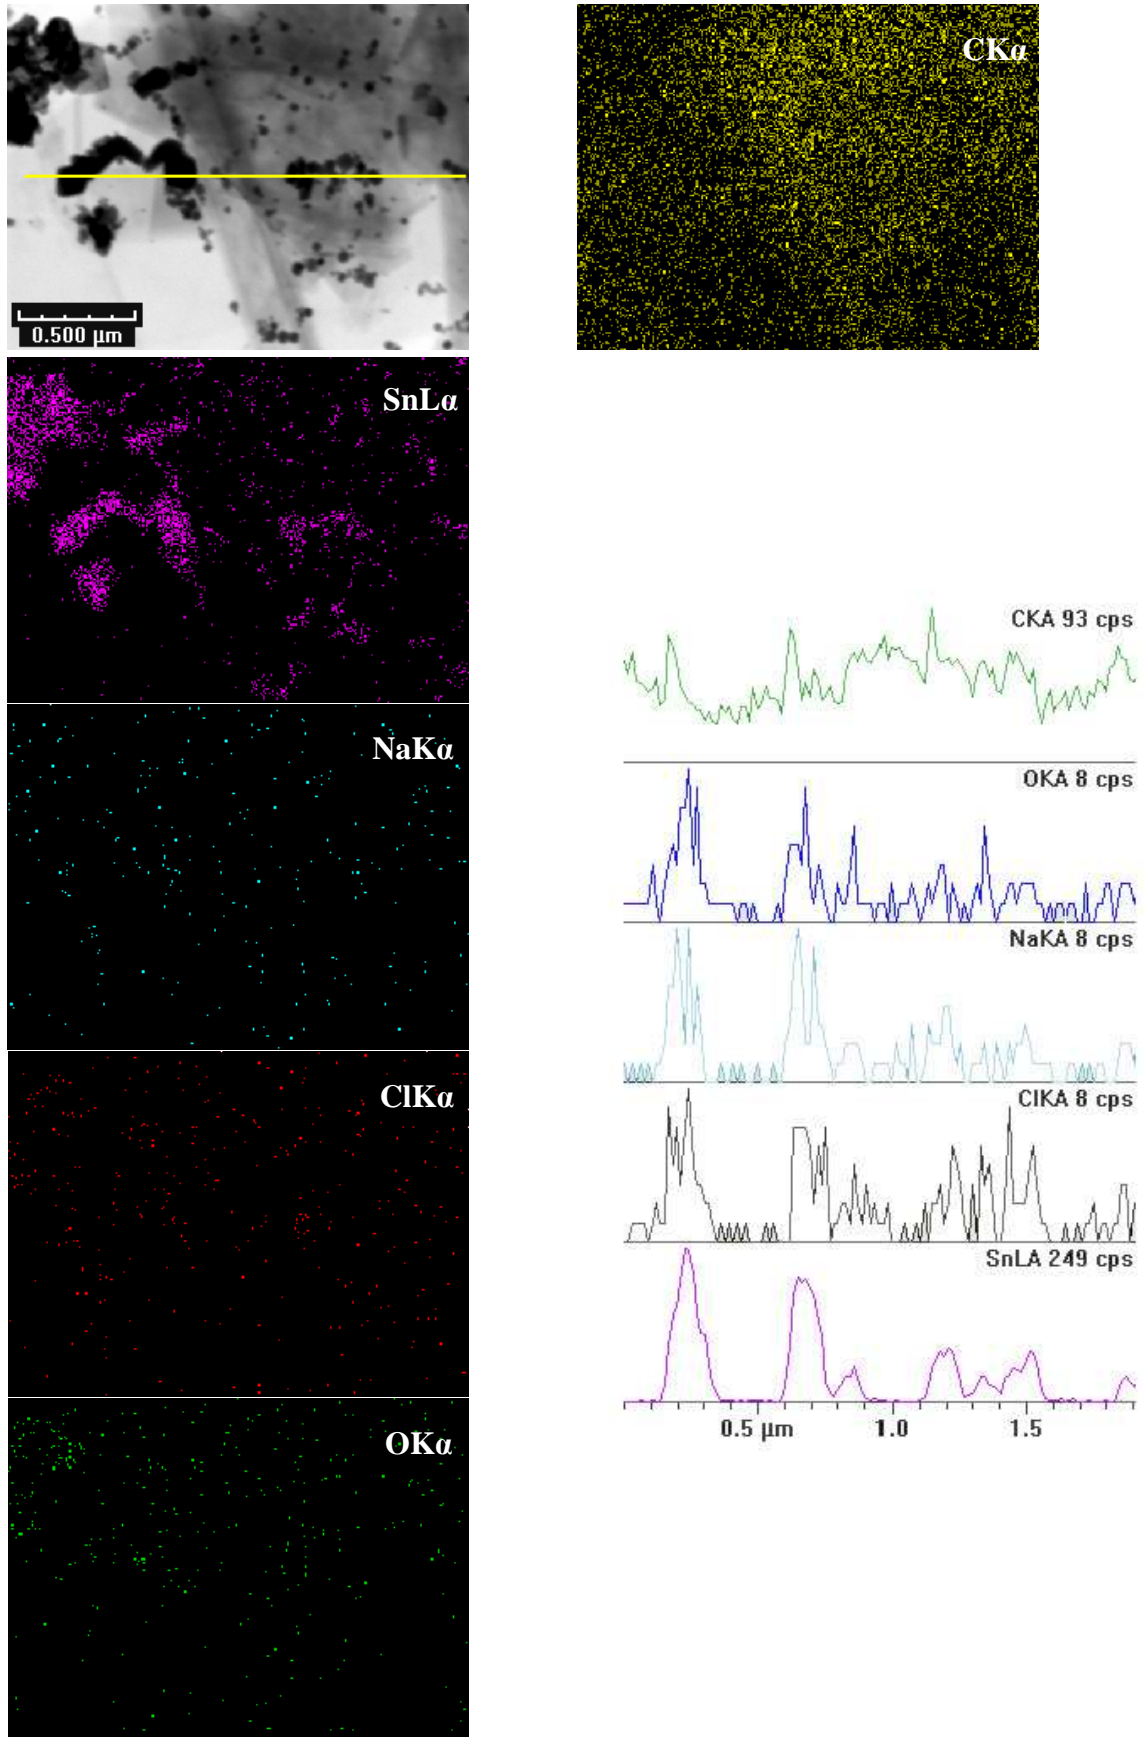 CKα
0.500 µm
SnLα
NaKα
ClKα
OKα
CKA 93 cps
OKA 8 cps
NaKA 8 cps
ClKA 8 cps
SnLA 249 cps
0.5 µm 1.0 1.5